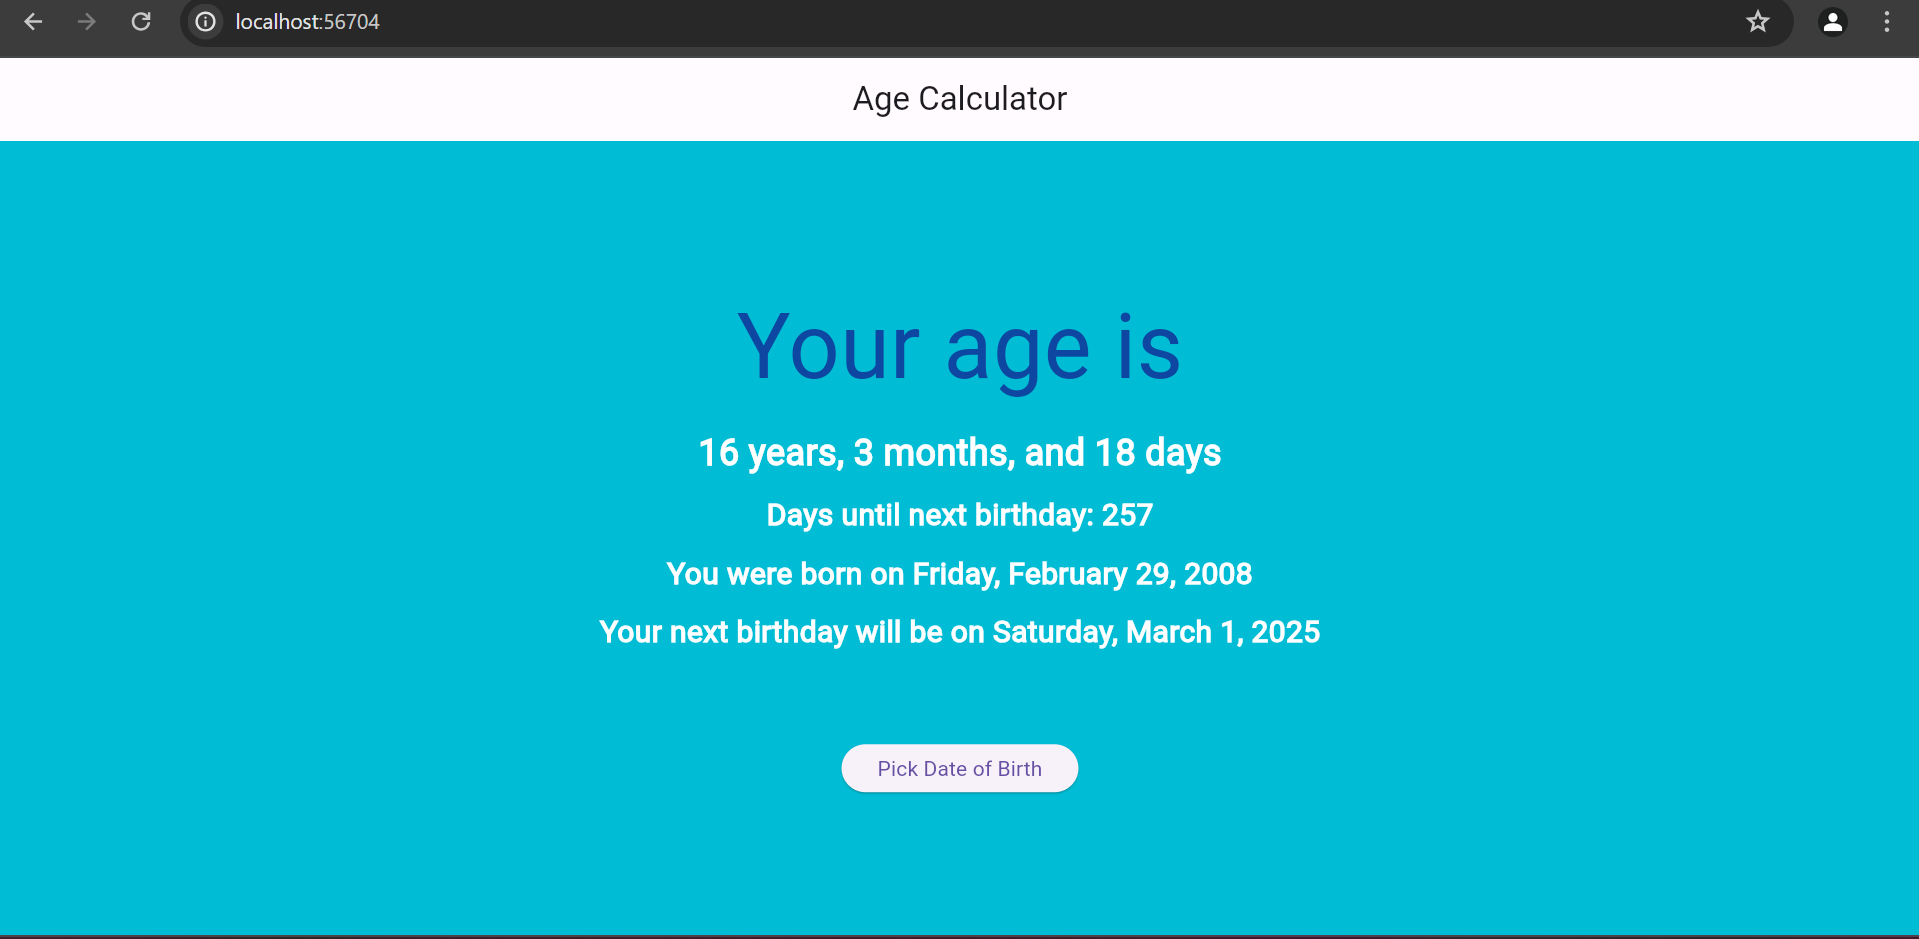 localhost:56704
Age Calculator
Your age is
16 years, 3 months, and 18 days
Days until next birthday: 257
You were born on Friday, February 29, 2008
Your next birthday will be on Saturday, March 1, 2025
Pick Date of Birth